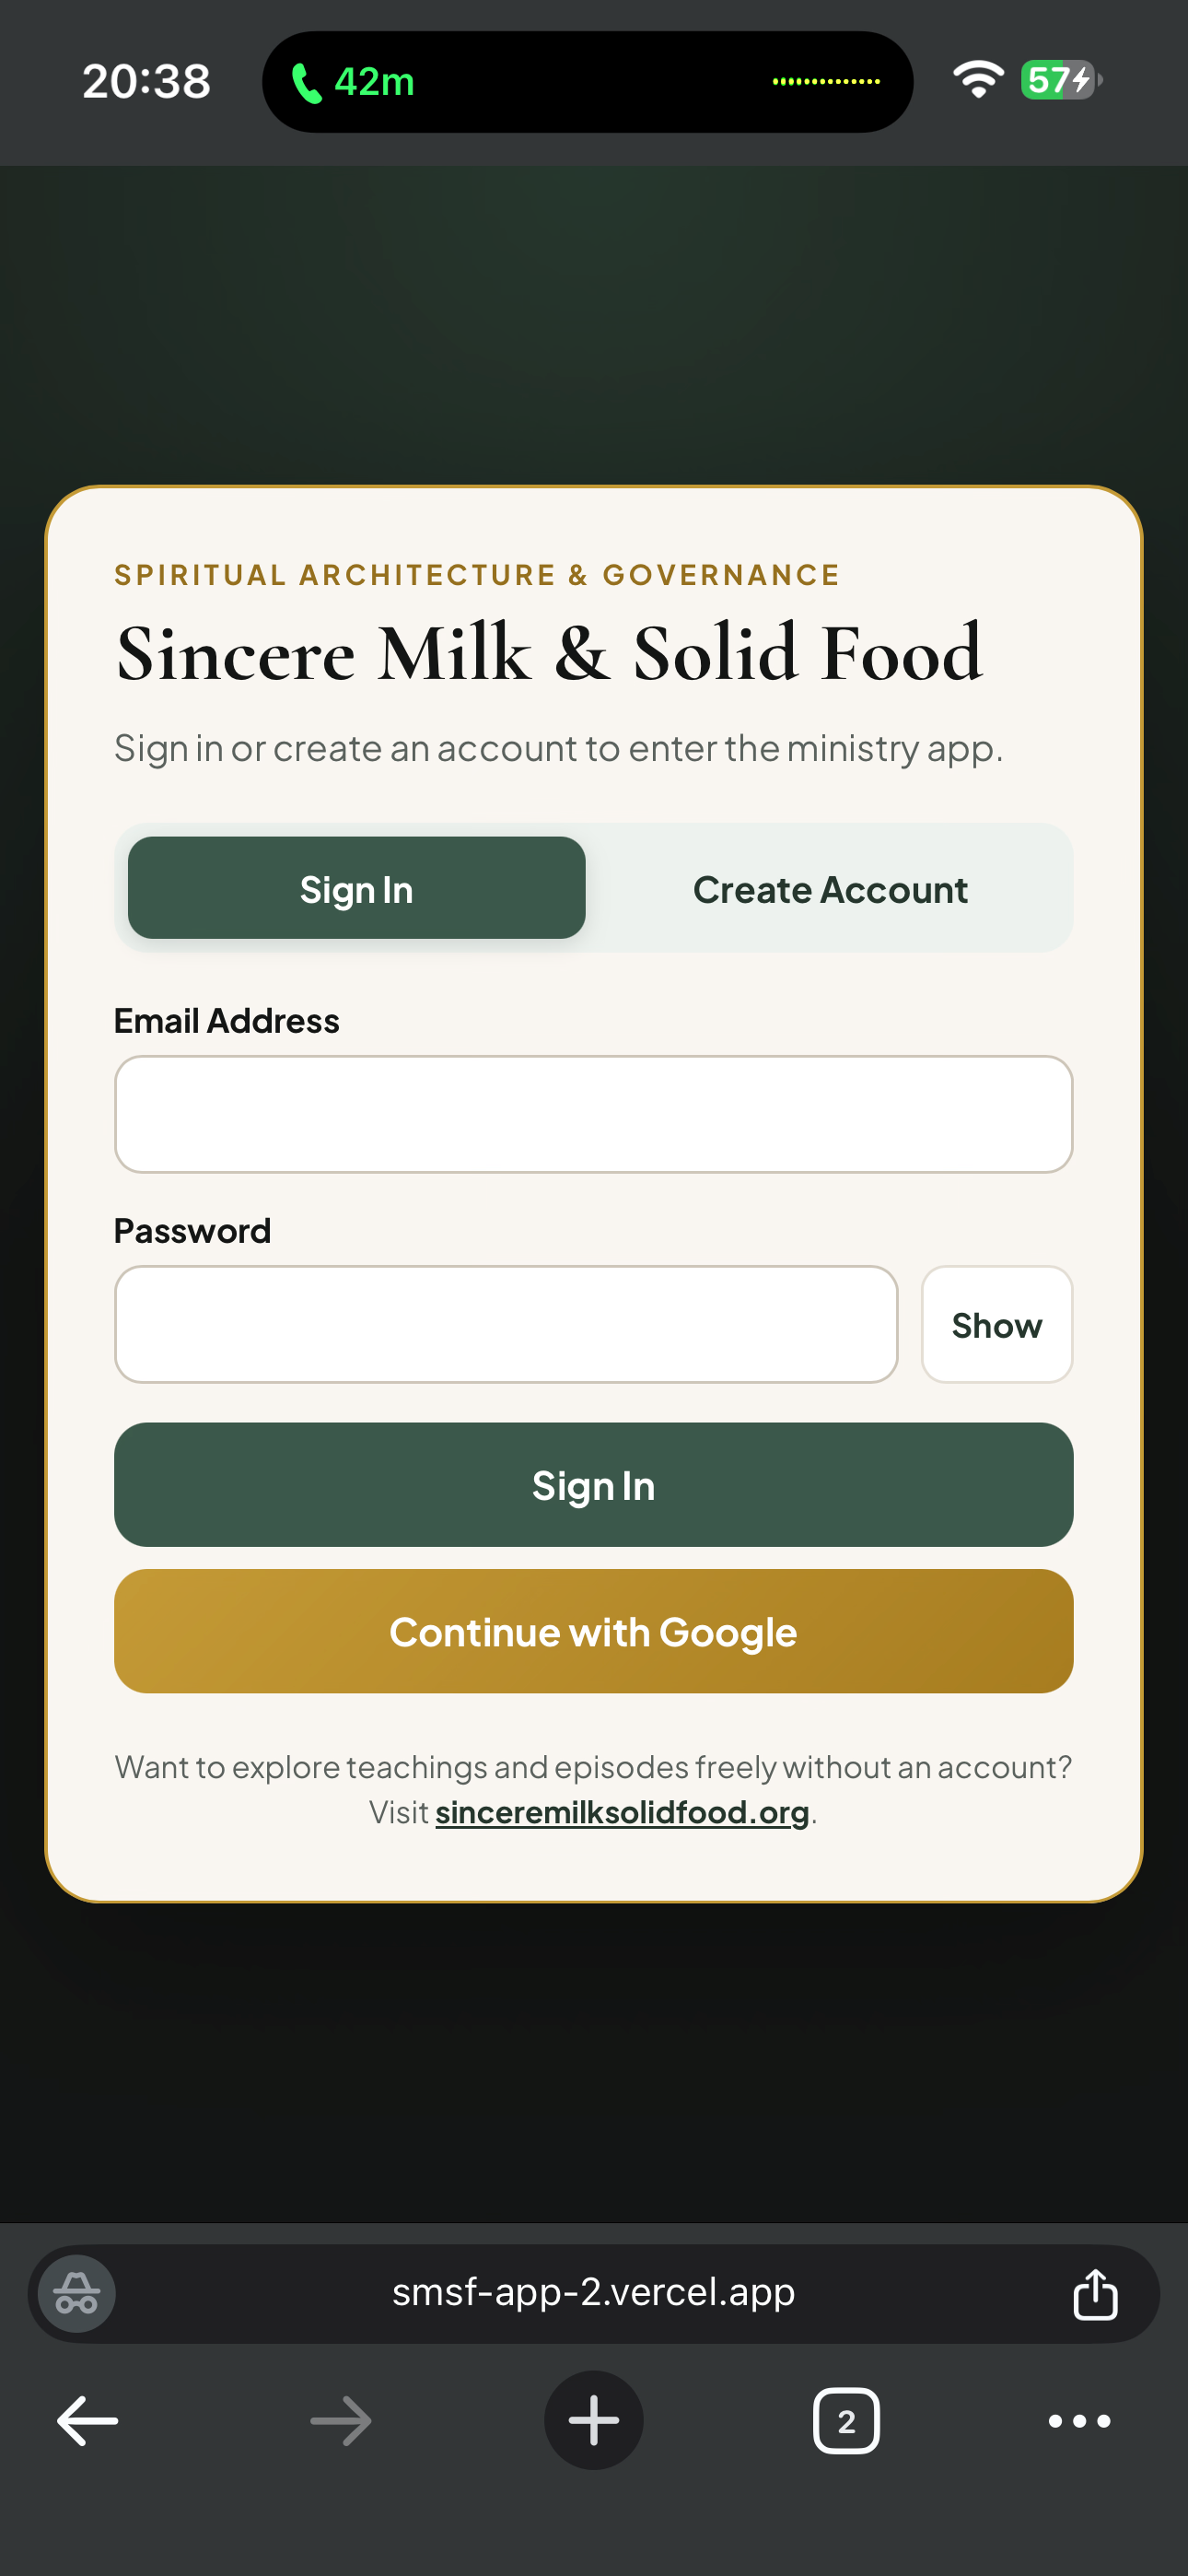 20:38
42m
57
SPIRITUAL ARCHITECTURE & GOVERNANCE
Sincere Milk & Solid Food
Sign in or create an account to enter the ministry app.
Sign In
Create Account
Email Address
Password
Show
Sign In
Continue with Google
Want to explore teachings and episodes freely without an account?
Visit sinceremilksolidfood.org.
smsf-app-2.vercel.app
2